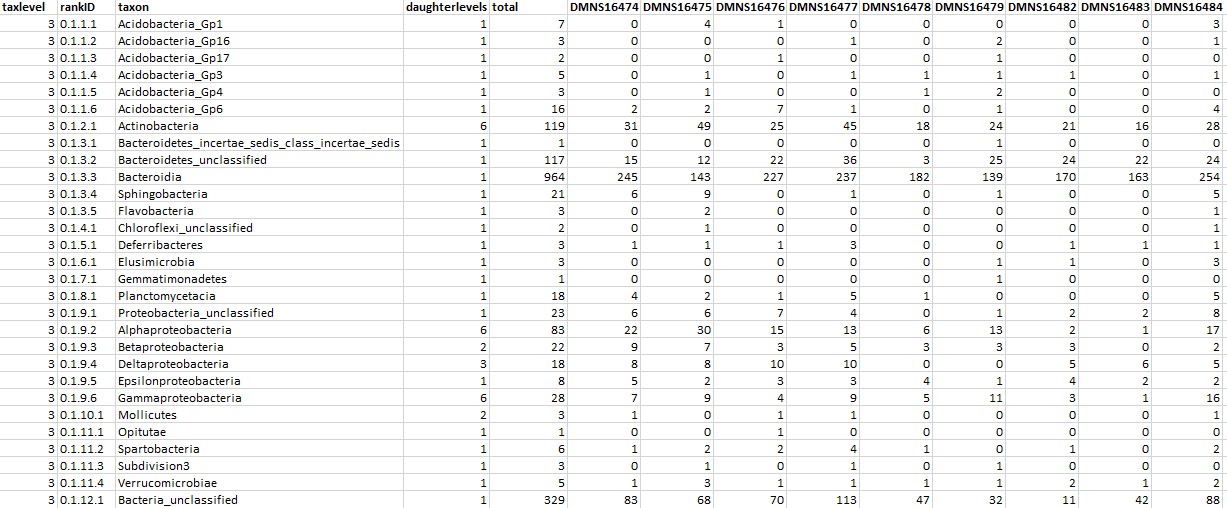 taxlevel rankID taxon daughterlevels total DMNS16474 DMNS16475 DMNS16476 DMNS16477 DMNS16478 DMNS16479 DMNS16482 DMNS16483 DMNS16484
3 0.1.1.1 Acidobacteria_Gp1 1 7 0 4 1 0 0 0 0 0 3
3 0.1.1.2 Acidobacteria_Gp16 1 3 0 0 0 1 0 2 0 0 1
3 0.1.1.3 Acidobacteria_Gp17 1 2 0 0 1 0 0 1 0 0 0
3 0.1.1.4 Acidobacteria_Gp3 1 5 0 1 0 1 1 1 1 0 1
3 0.1.1.5 Acidobacteria_Gp4 1 3 0 1 0 0 1 2 0 0 0
3 0.1.1.6 Acidobacteria_Gp6 1 16 2 2 7 1 0 1 0 0 4
3 0.1.2.1 Actinobacteria 6 119 31 49 25 45 18 24 21 16 28
3 0.1.3.1 Bacteroidetes_incertae_sedis_class_incertae_sedis 1 1 0 0 0 0 0 1 0 0 0
3 0.1.3.2 Bacteroidetes_unclassified 1 117 15 12 22 36 3 25 24 22 24
3 0.1.3.3 Bacteroidia 1 964 245 143 227 237 182 139 170 163 254
3 0.1.3.4 Sphingobacteria 1 21 6 9 0 1 0 1 0 0 5
3 0.1.3.5 Flavobacteria 1 3 0 2 0 0 0 0 0 0 1
3 0.1.4.1 Chloroflexi_unclassified 1 2 0 1 0 0 0 0 0 0 1
3 0.1.5.1 Deferribacteres 1 3 1 1 1 3 0 0 1 1 1
3 0.1.6.1 Elusimicrobia 1 3 0 0 0 0 0 1 1 0 3
3 0.1.7.1 Gemmatimonadetes 1 1 0 0 0 0 0 1 0 0 0
3 0.1.8.1 Planctomycetacia 1 18 4 2 1 5 1 0 0 0 5
3 0.1.9.1 Proteobacteria_unclassified 1 23 6 6 7 4 0 1 2 2 8
3 0.1.9.2 Alphaproteobacteria 6 83 22 30 15 13 6 13 2 1 17
3 0.1.9.3 Betaproteobacteria 2 22 9 7 3 5 3 3 3 0 2
3 0.1.9.4 Deltaproteobacteria 3 18 8 8 10 10 0 0 5 6 5
3 0.1.9.5 Epsilonproteobacteria 1 8 5 2 3 3 4 1 4 2 2
3 0.1.9.6 Gammaproteobacteria 6 28 7 9 4 9 5 11 3 1 16
3 0.1.10.1 Mollicutes 2 3 1 0 1 1 0 0 0 0 1
3 0.1.11.1 Opitutae 1 1 0 0 1 0 0 0 0 0 0
3 0.1.11.2 Spartobacteria 1 6 1 2 2 4 1 0 1 0 2
3 0.1.11.3 Subdivision3 1 3 0 1 0 1 0 1 0 0 0
3 0.1.11.4 Verrucomicrobiae 1 5 1 3 1 1 1 1 2 1 2
3 0.1.12.1 Bacteria_unclassified 1 329 83 68 70 113 47 32 11 42 88